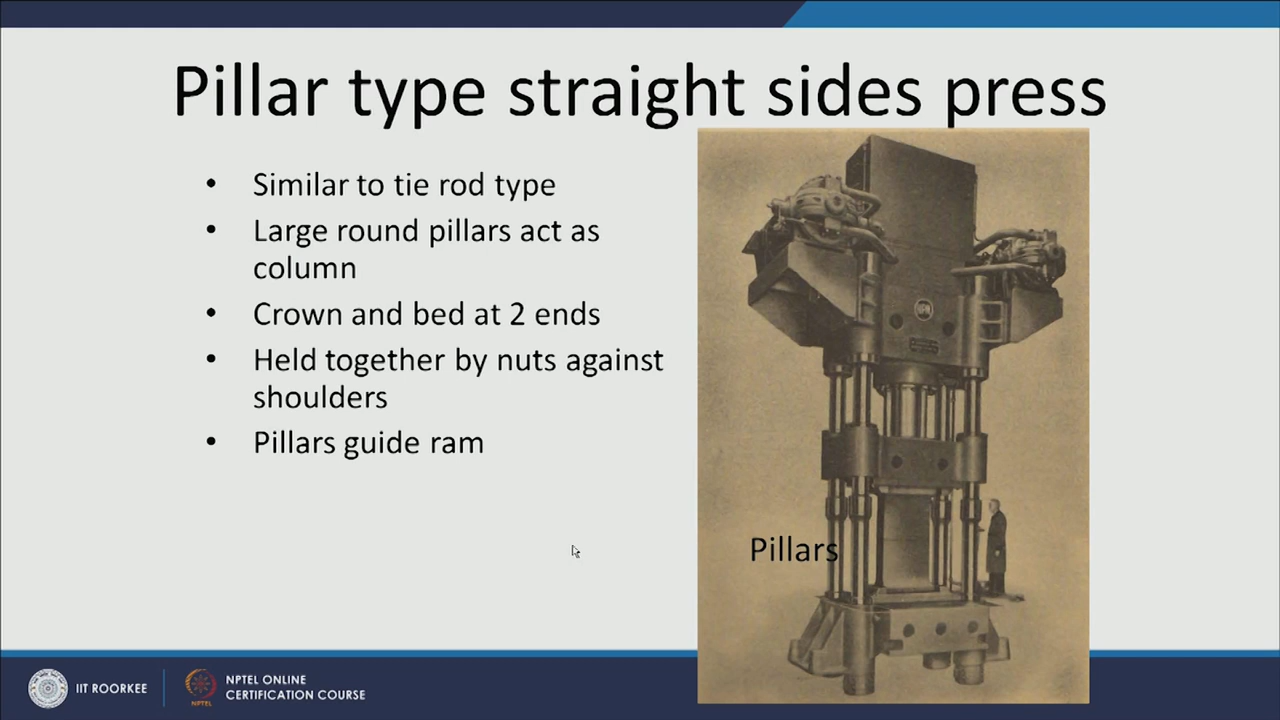 Pillar type straight sides press
• Similar to tie rod type
• Large round pillars act as
column
• Crown and bed at 2 ends
• Held together by nuts against
shoulders
• Pillars guide ram
Pillars
IIT ROORKEE
NPTEL
NPTEL ONLINE
CERTIFICATION COURSE